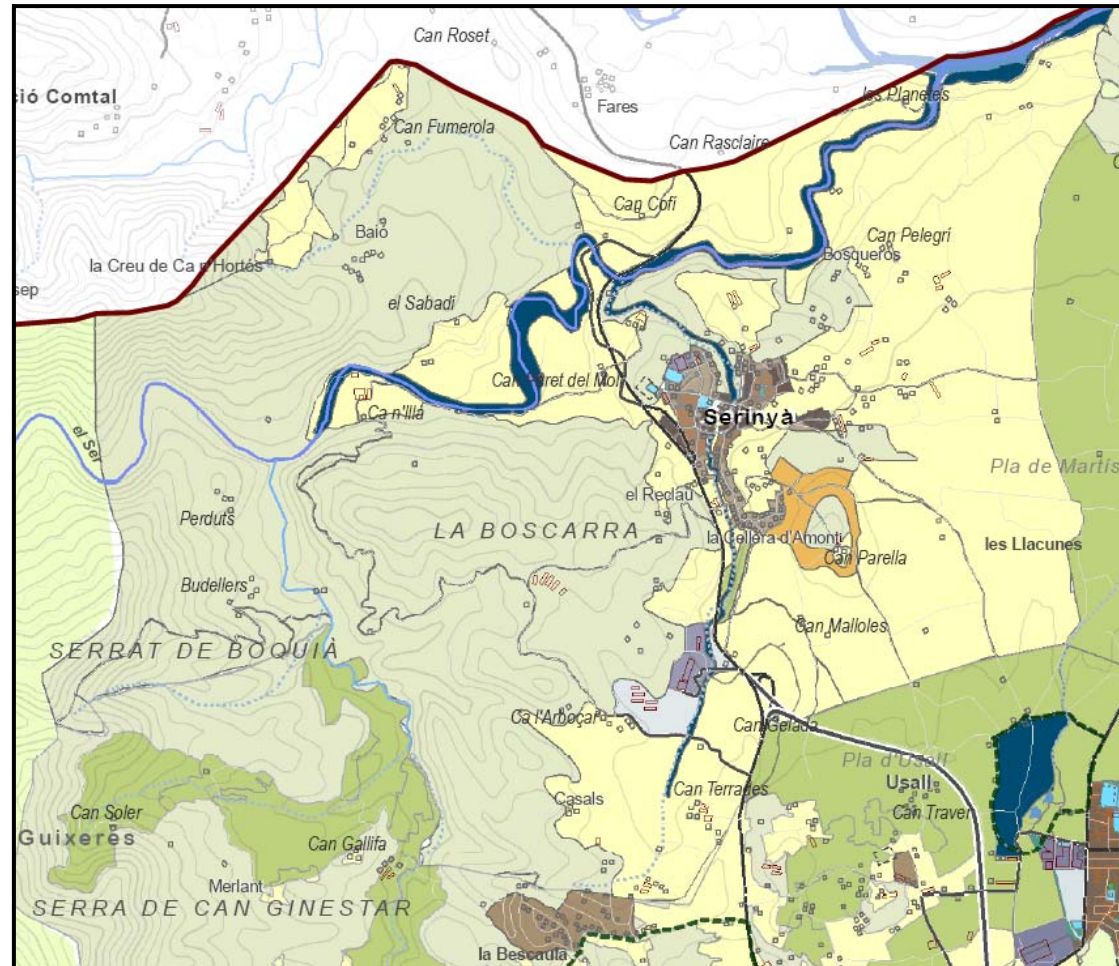 Can Roset
ió Comtal
Fares
les Planetes
Can Fumerola
Can Rasclaire
Can Cofí
Baió
Can Pelegrí
Bosqueros
la Creu de Ca n'Hortós
sep
el Sabadí
Ca n'Illà
Serinyà
el Ser
Pla de Martís
Perduts
el Reclau
LA BOSCARRA
la Cellera d'Amont
les Llacunes
Can Parella
Budellers
Can Malloles
SERRAT DE BOQUIÀ
Ca l'Arboçar
Can Gelada
Pla d'Usall
Usall
Can Terrades
Casals
Can Traver
Can Soler
Guixeres
Can Gallifa
Merlant
SERRA DE CAN GINESTAR
la Bescaula